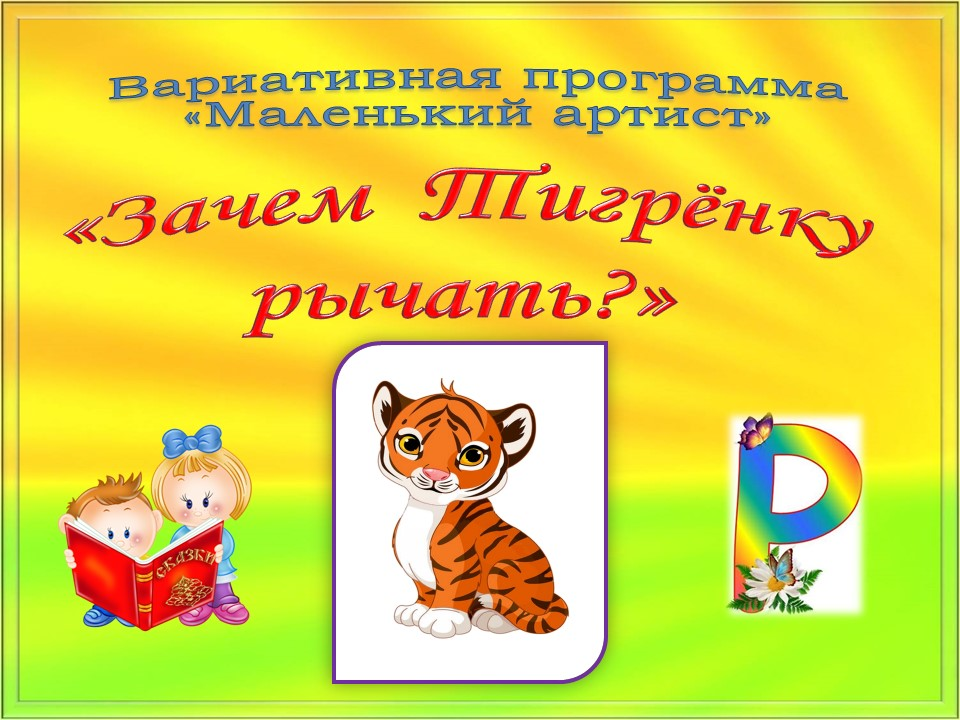 Вариативная программа
«Маленький артист»
«Зачем Тигрёнку
рычать?»
сказки
Р